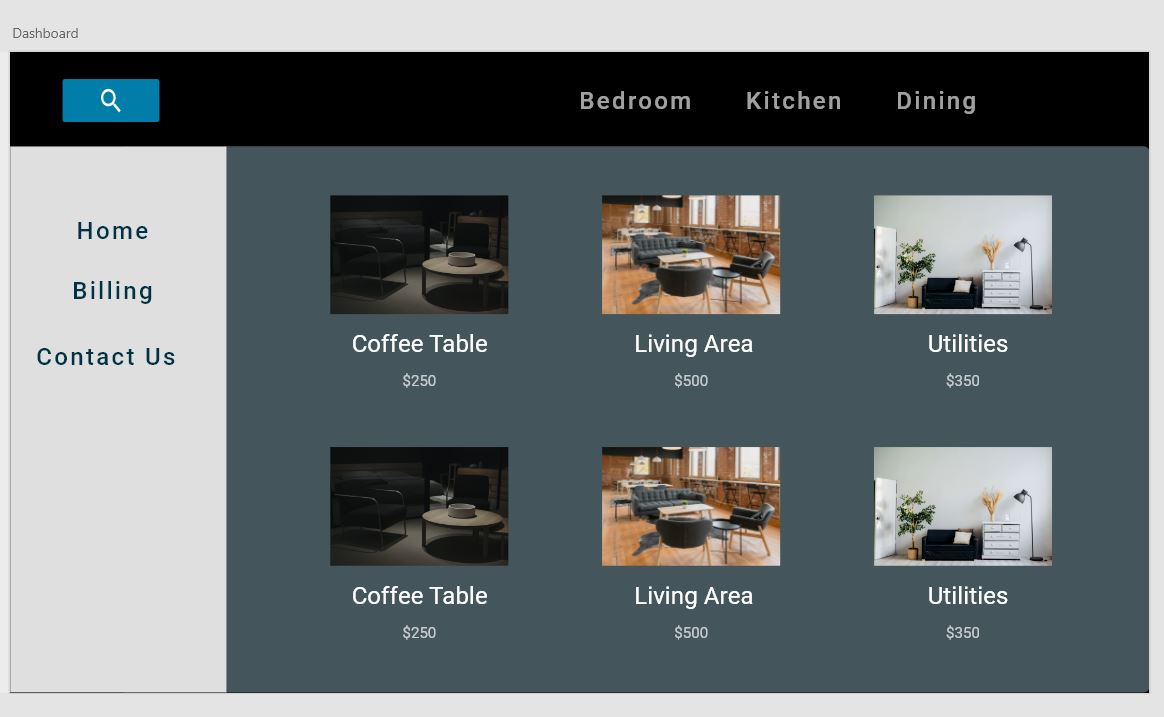 Dashboard
Bedroom Kitchen Dining
Home
Billing
Contact Us
Coffee Table Living Area Utilities
$250 $500 $350
Coffee Table Living Area Utilities
$250 $500 $350